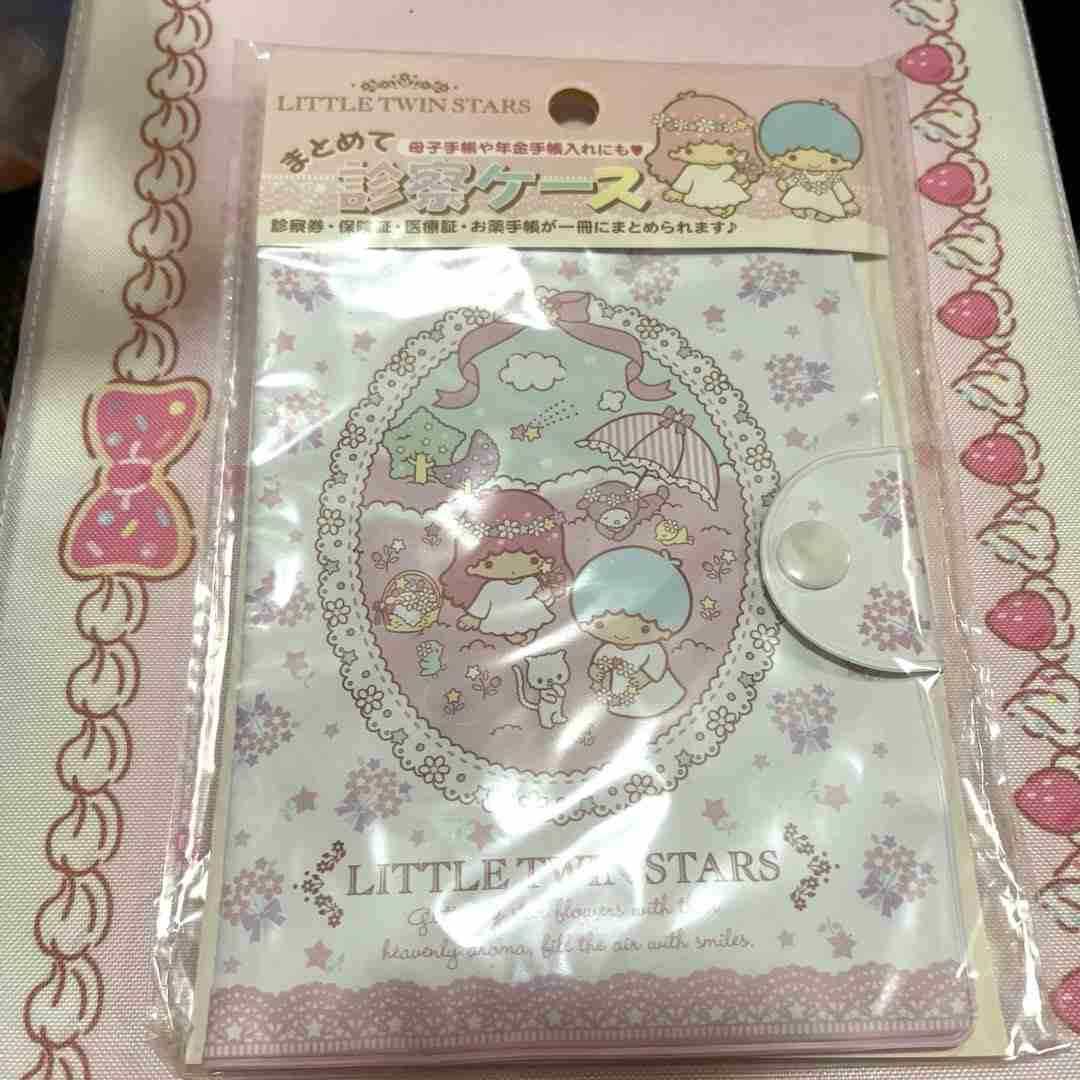 LITTLE TWIN STARS
まとめて
母子手帳や年金手帳入れにも♥
診察ケース
診察券・保険証・医療証・お薬手帳が一冊にまとめられます♪
LITTLE TWIN STARS
flowers with
heavenly aroma, fill the air with smiles.